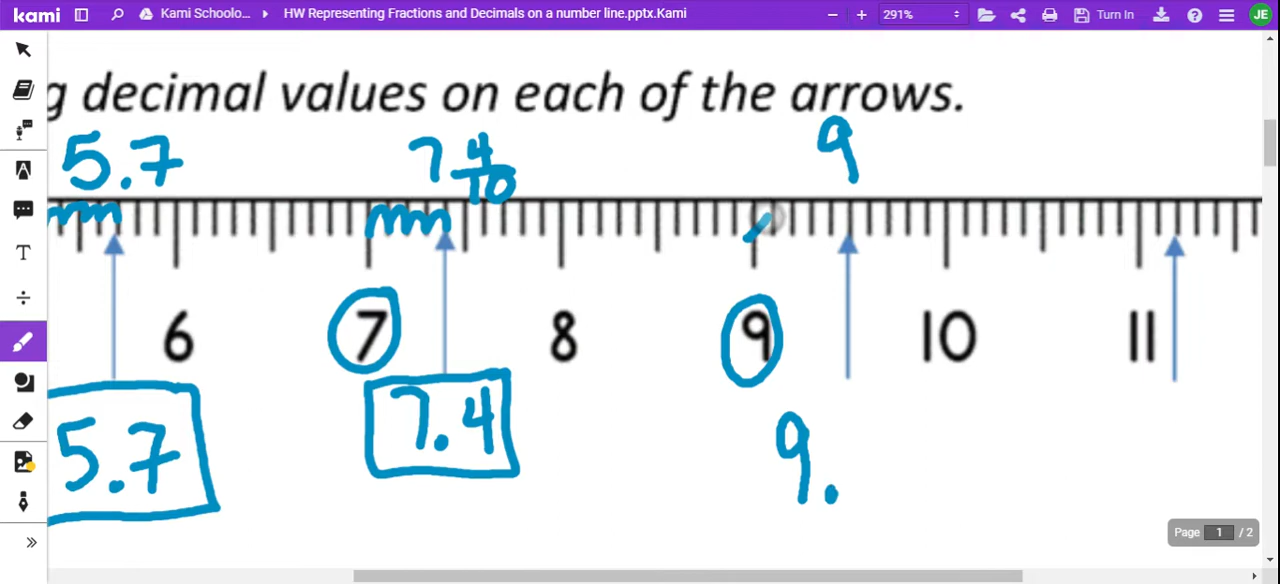 kami Kami Schoolo... HW Representing Fractions and Decimals on a number line.pptx.Kami 291% Turn In JE
g decimal values on each of the arrows.
5.7 7 4/10 9
6 7 8 9 10 11
5.7 7.4 9.
Page 1 / 2